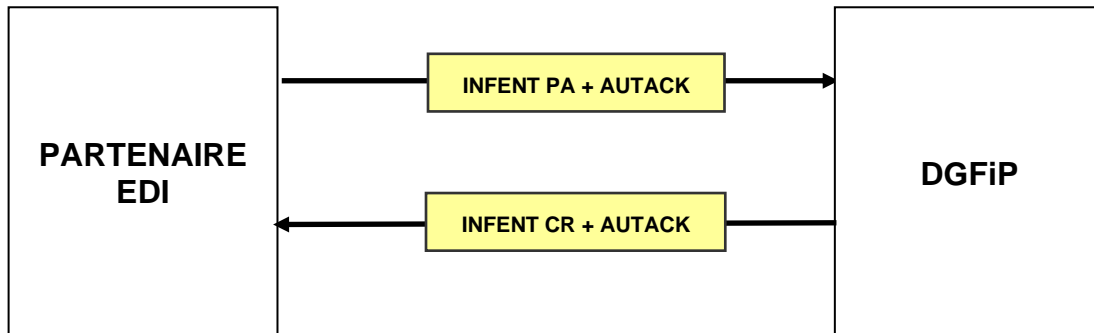 INFENT PA + AUTACK
PARTENAIRE
EDI
DGFiP
INFENT CR + AUTACK